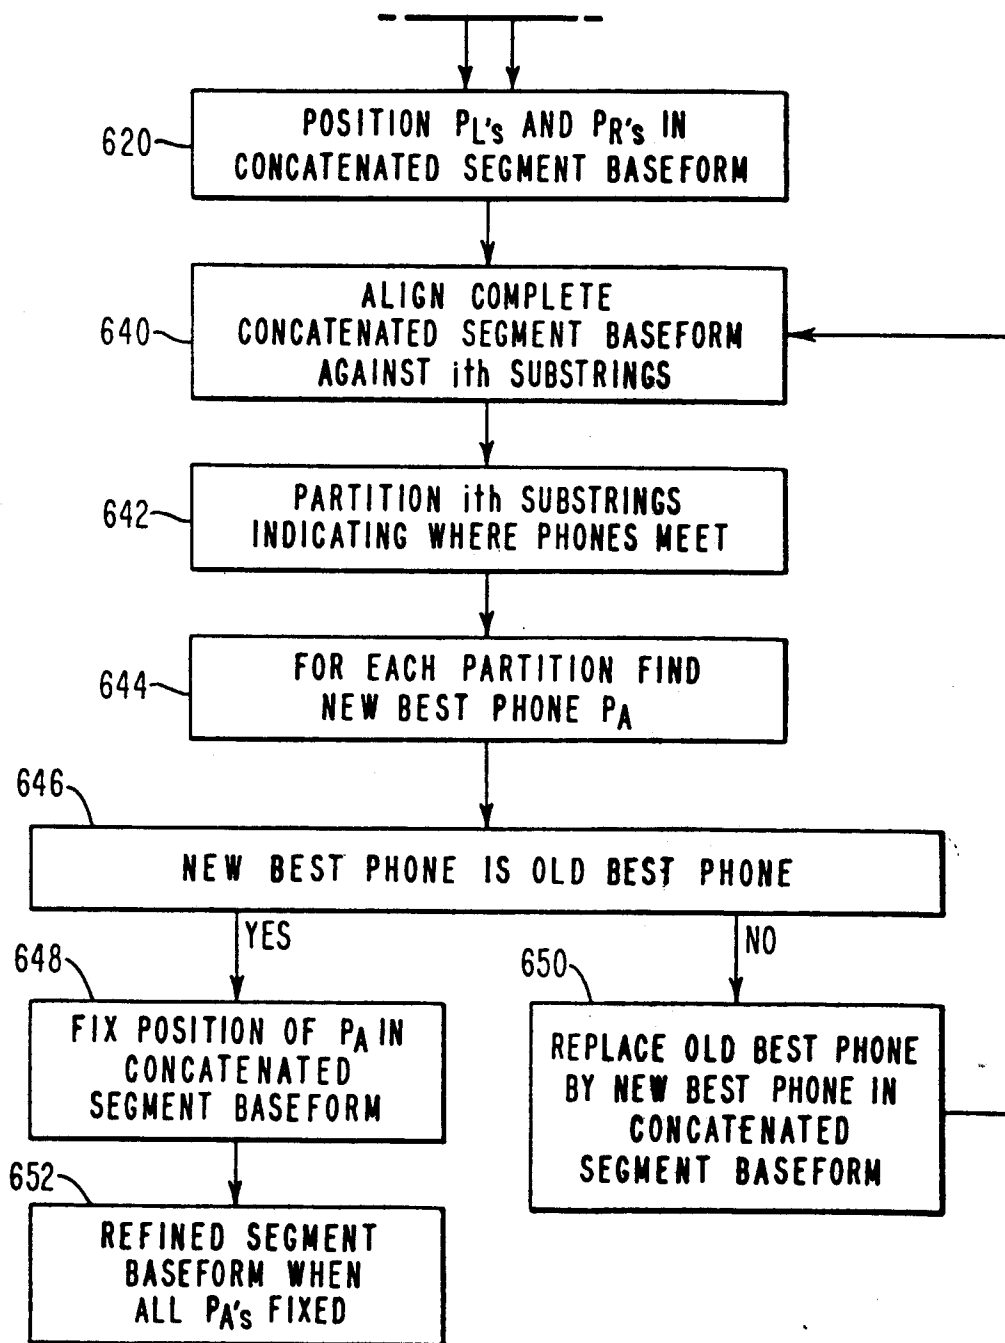 620
POSITION PL's AND PR's IN
CONCATENATED SEGMENT BASEFORM
640
ALIGN COMPLETE
CONCATENATED SEGMENT BASEFORM
AGAINST ith SUBSTRINGS
642
PARTITION ith SUBSTRINGS
INDICATING WHERE PHONES MEET
644
FOR EACH PARTITION FIND
NEW BEST PHONE PA
646
NEW BEST PHONE IS OLD BEST PHONE
YES
NO
648
FIX POSITION OF PA IN
CONCATENATED
SEGMENT BASEFORM
650
REPLACE OLD BEST PHONE
BY NEW BEST PHONE IN
CONCATENATED
SEGMENT BASEFORM
652
REFINED SEGMENT
BASEFORM WHEN
ALL PA's FIXED